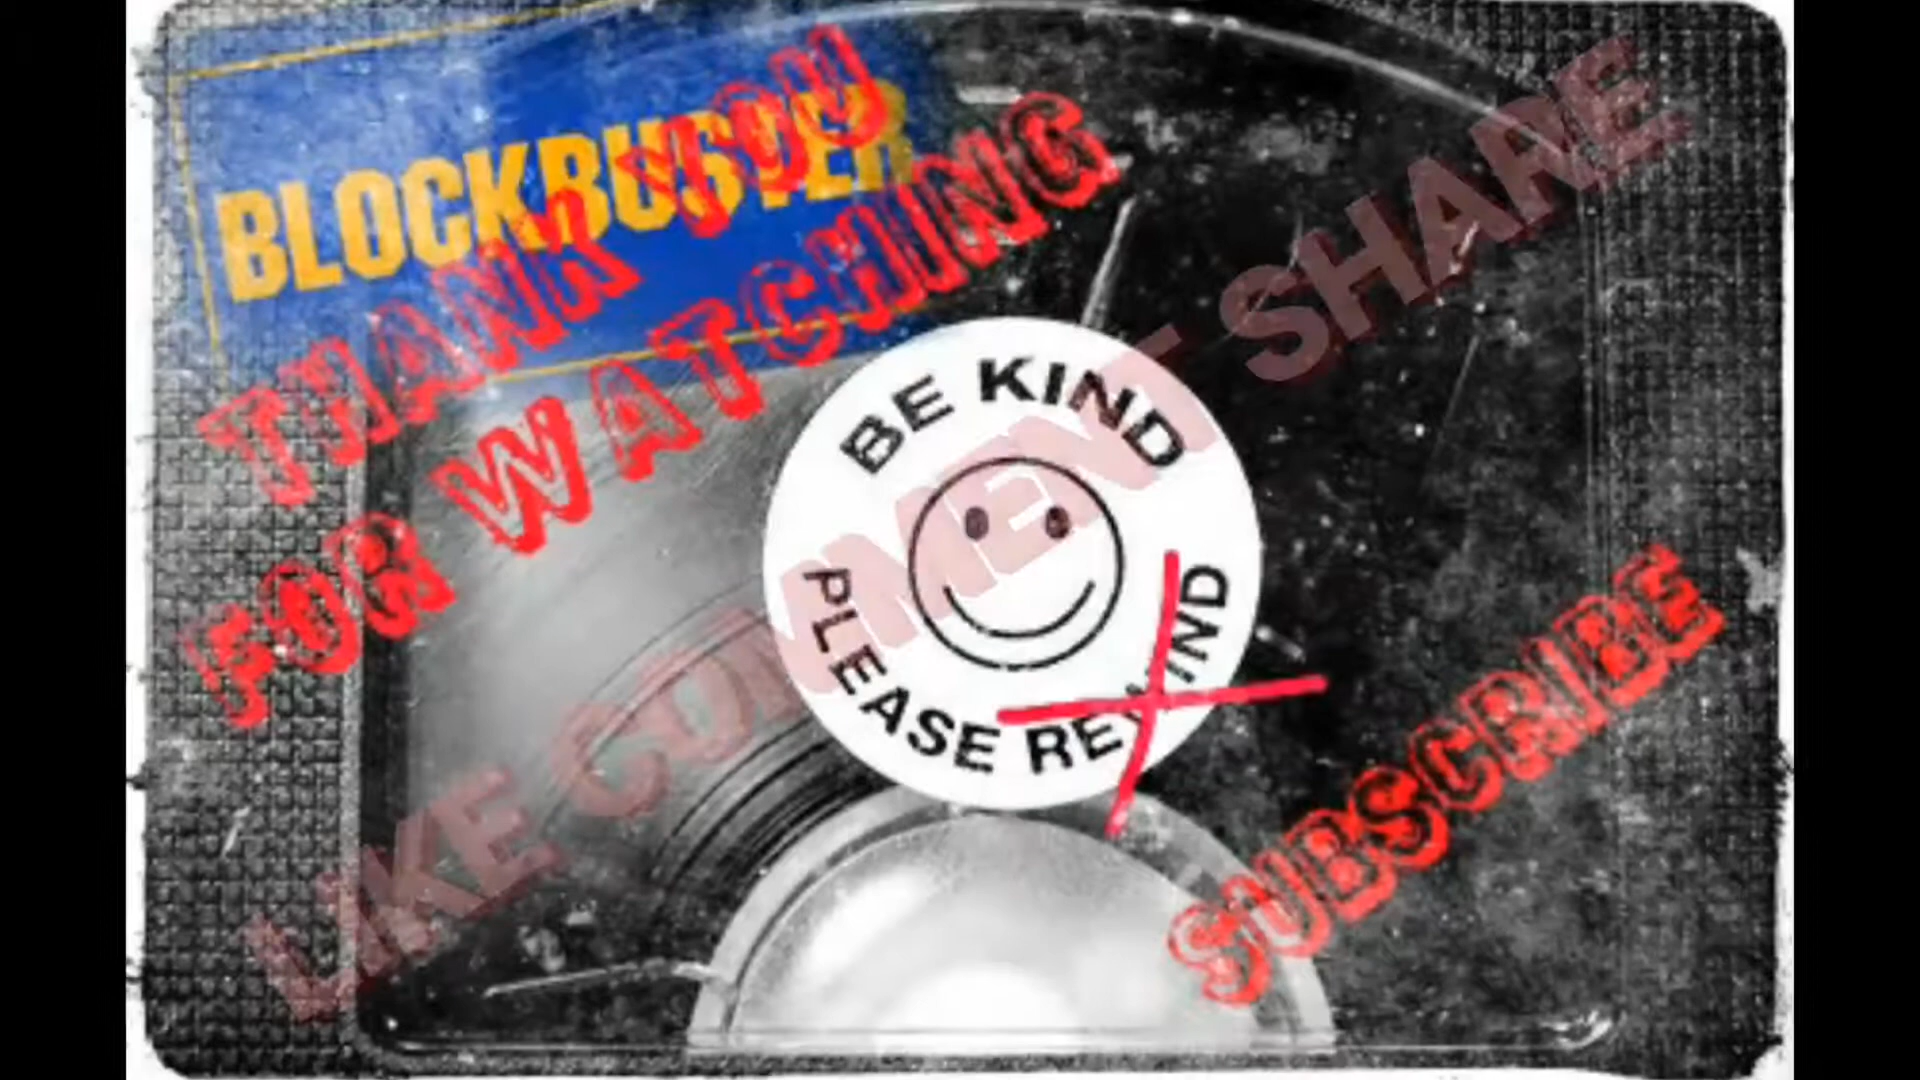 BLOCKBUSTER
THANK YOU
FOR WATCHING
BE KIND
PLEASE REWIND
LIKE COMMENT SHARE
SUBSCRIBE